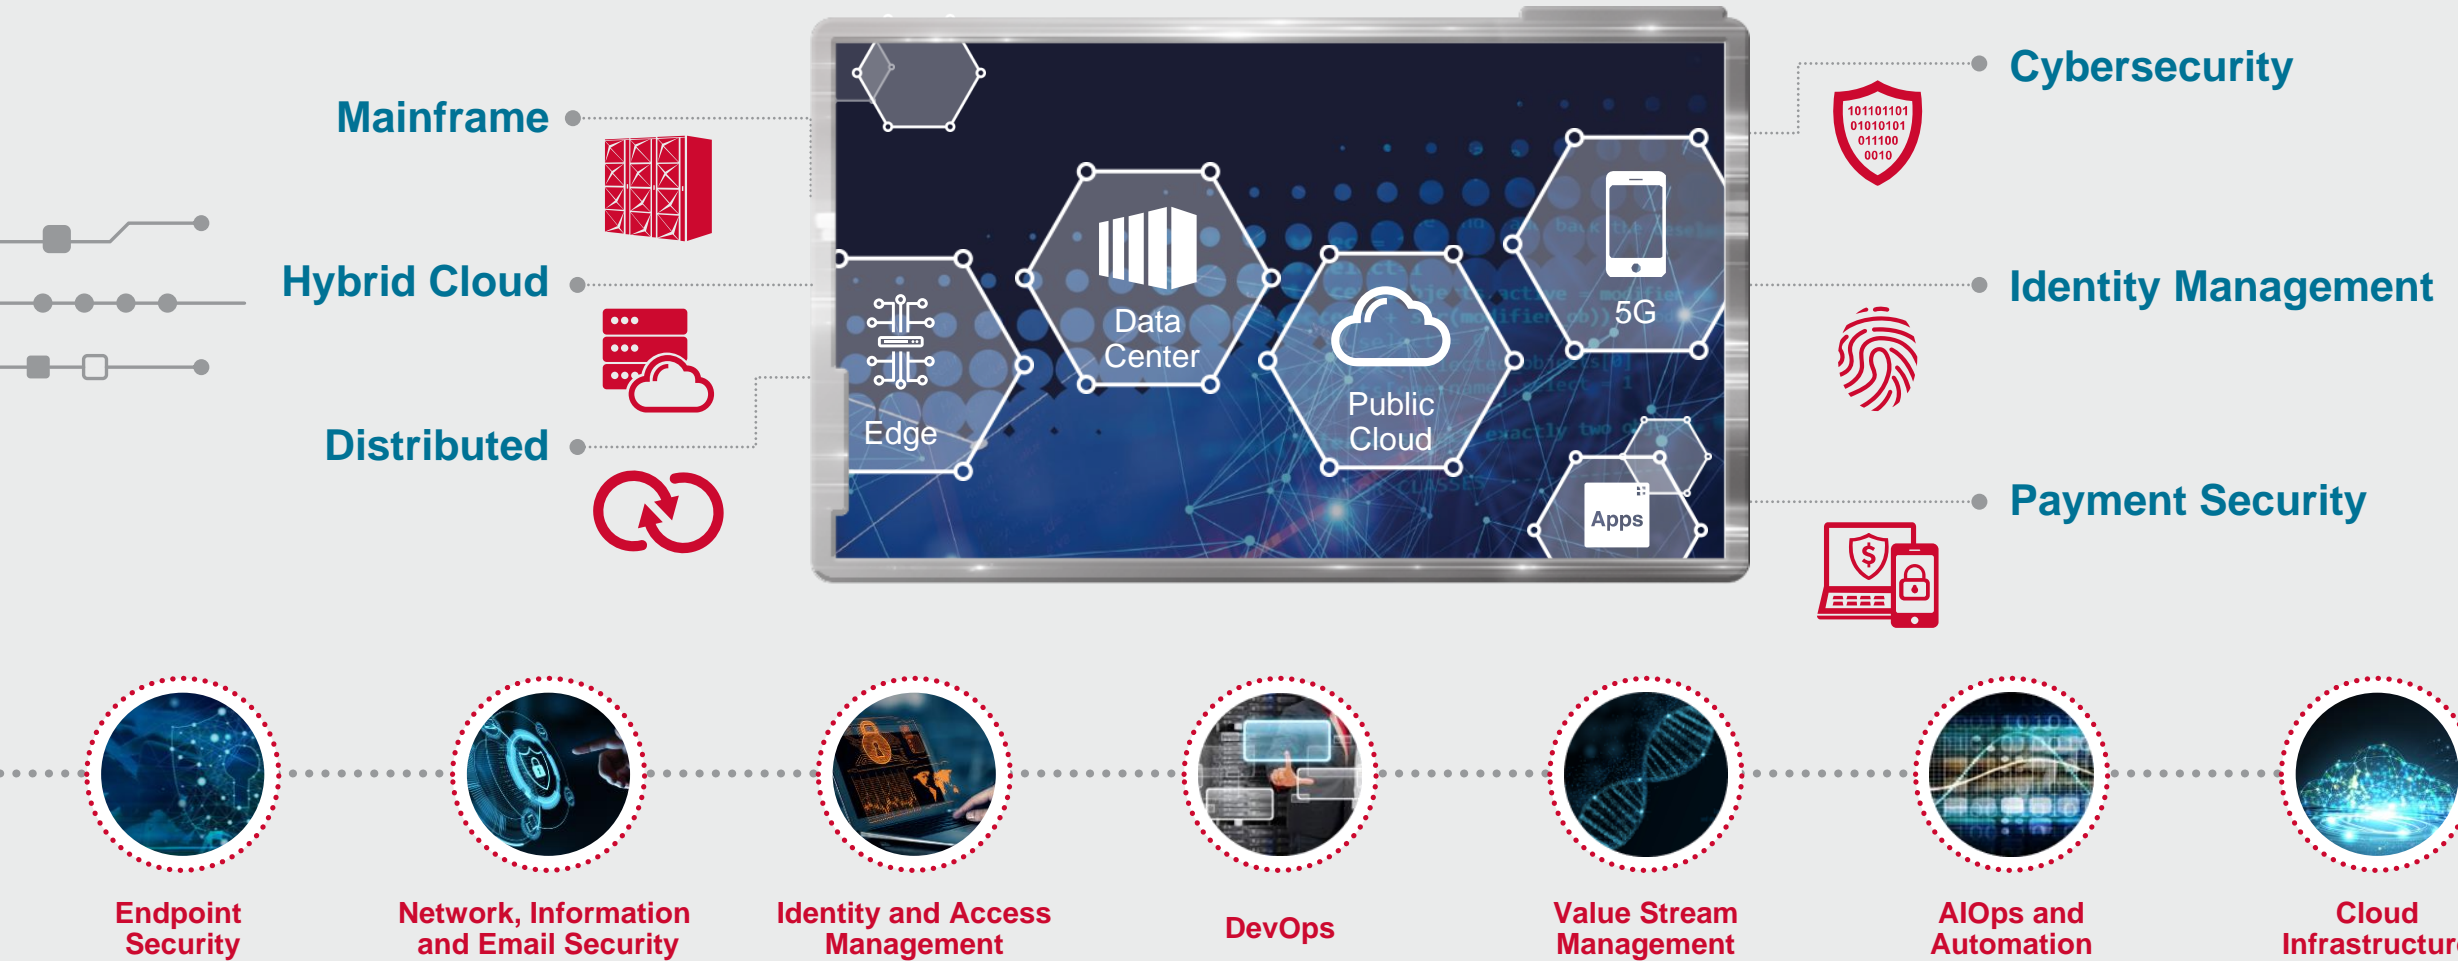 Mainframe
Hybrid Cloud
Distributed
Edge
Data
Center
Public
Cloud
5G
Apps
Cybersecurity
101101101
01010101
011100
0010
Identity Management
Payment Security
$
Endpoint
Security
Network, Information
and Email Security
Identity and Access
Management
DevOps
Value Stream
Management
AIOps and
Automation
Cloud
Infrastructure